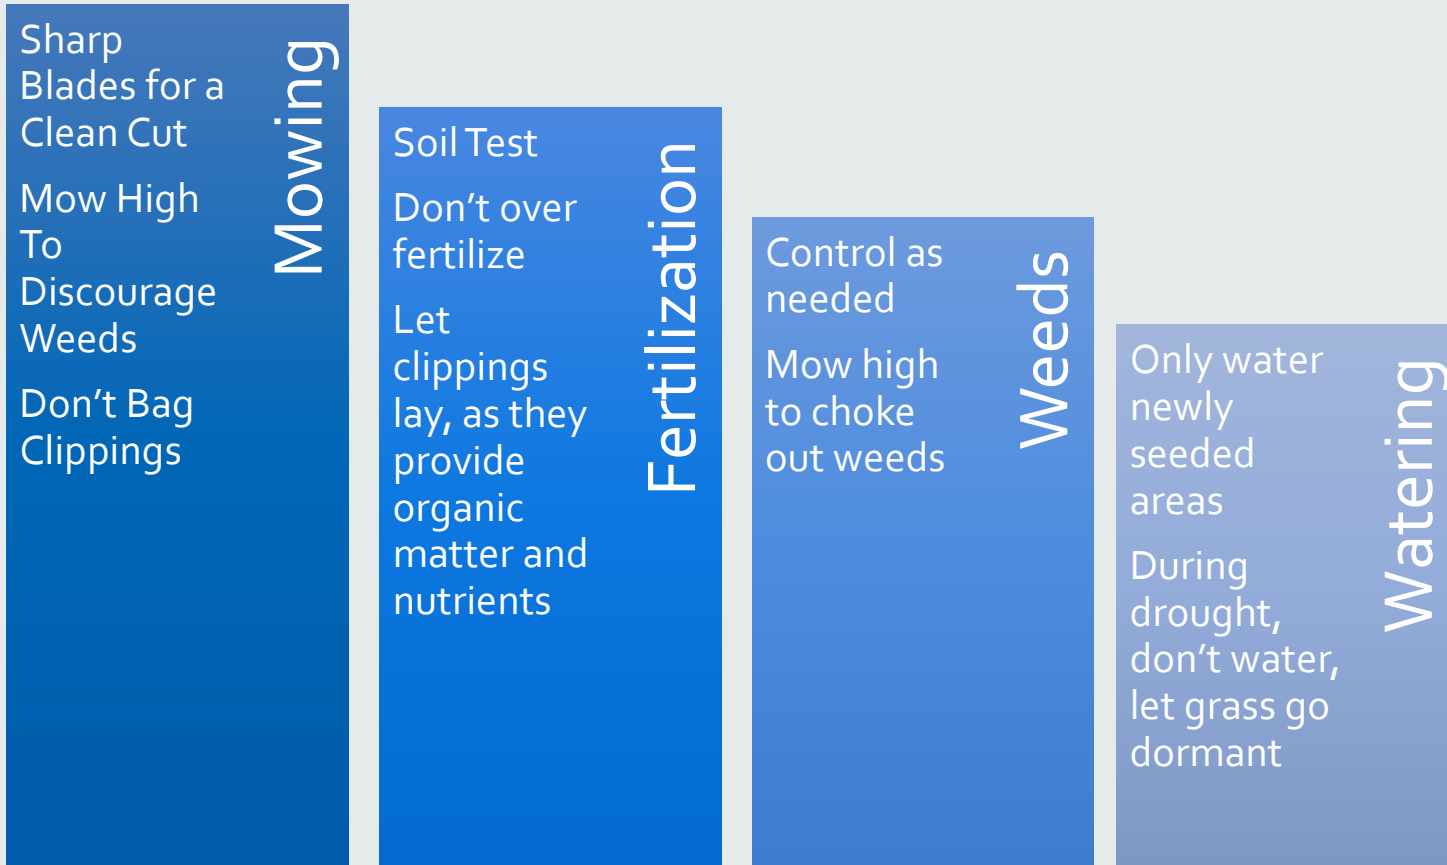 Mowing
Sharp
Blades for a
Clean Cut
Mow High
To
Discourage
Weeds
Don't Bag
Clippings
Fertilization
Soil Test
Don't over
fertilize
Let
clippings
lay, as they
provide
organic
matter and
nutrients
Weeds
Control as
needed
Mow high
to choke
out weeds
Watering
Only water
newly
seeded
areas
During
drought,
don't water,
let grass go
dormant